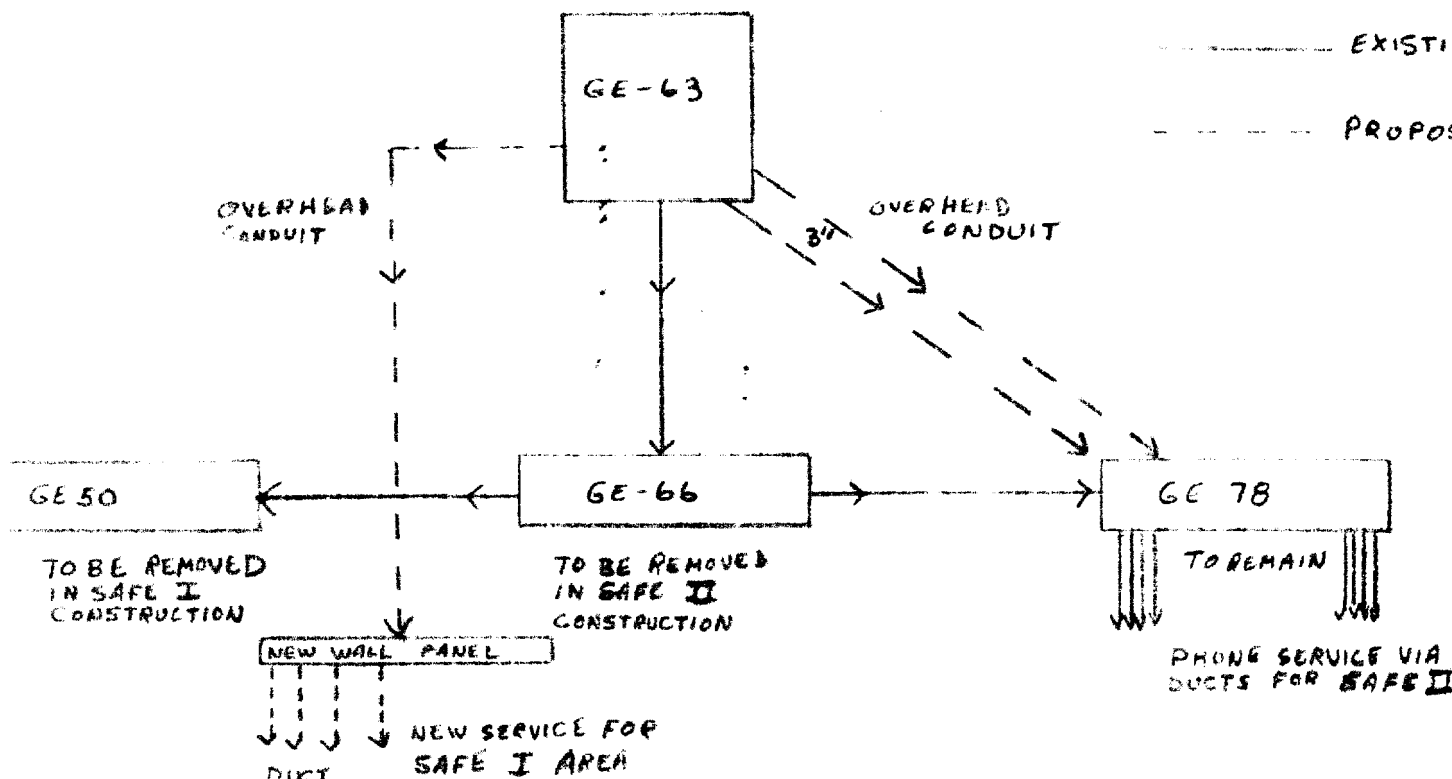 EXISTI
GE-63
PROPOS
OVERHEAD
CONDUIT
OVERHEAD
CONDUIT
3"
GE 50
GE-66
GE 78
TO BE REMOVED
IN SAFE I
CONSTRUCTION
TO BE REMOVED
IN SAFE II
CONSTRUCTION
TO REMAIN
NEW WALL PANEL
PHONE SERVICE VIA
DUCTS FOR SAFE II
NEW SERVICE FOR
SAFE I AREA